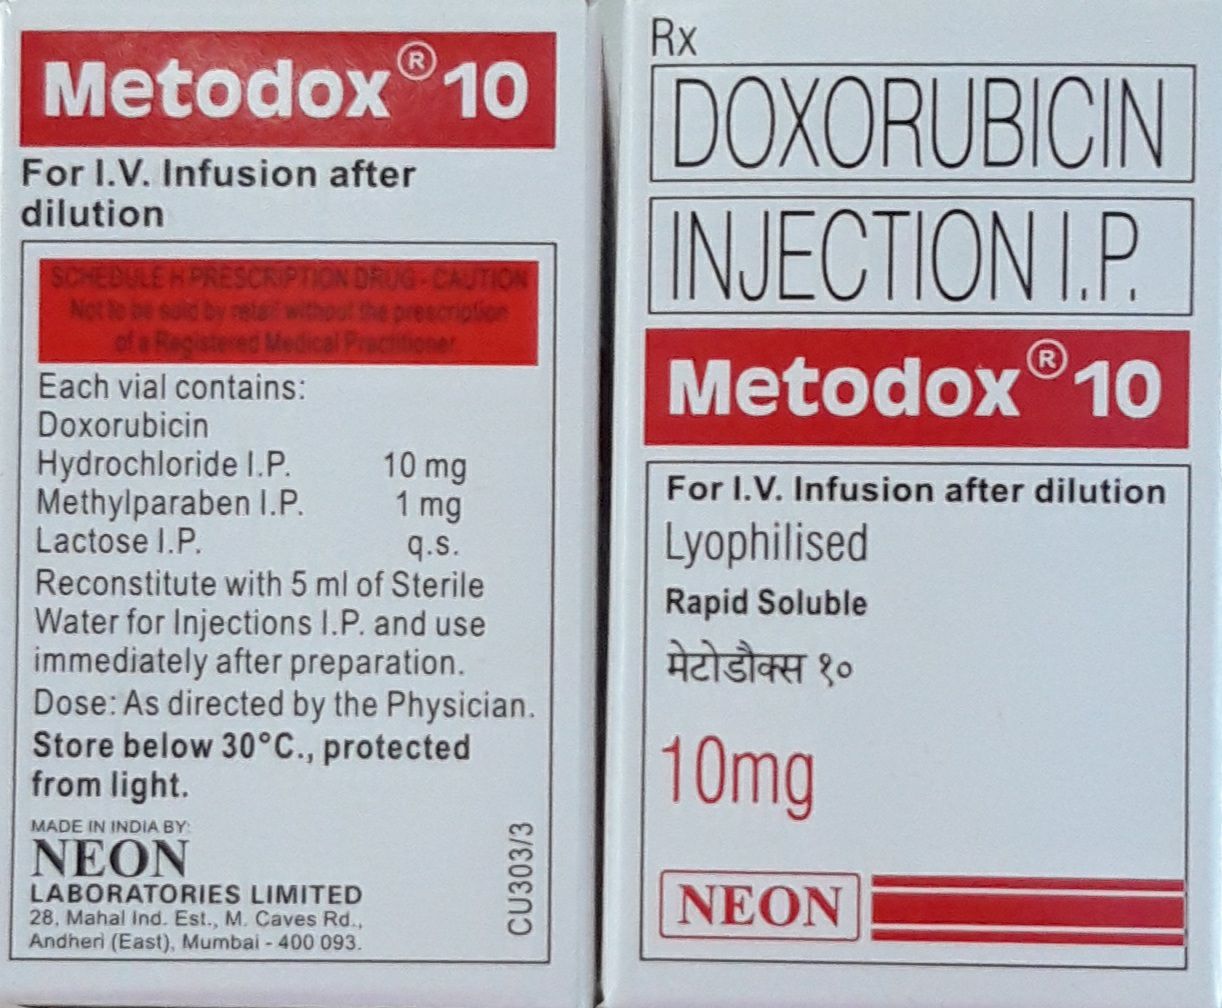 Metodox® 10
For I.V. Infusion after
dilution
SCHEDULE H PRESCRIPTION DRUG - CAUTION
Not to be sold by retail without the prescription
of a Registered Medical Practitioner
Each vial contains:
Doxorubicin
Hydrochloride I.P. 10 mg
Methylparaben I.P. 1 mg
Lactose I.P. q.s.
Reconstitute with 5 ml of Sterile
Water for Injections I.P. and use
immediately after preparation.
Dose: As directed by the Physician.
Store below 30°C., protected
from light.
MADE IN INDIA BY:
NEON
LABORATORIES LIMITED
28, Mahal Ind. Est., M. Caves Rd.,
Andheri (East), Mumbai - 400 093.
CU303/3
Rx
DOXORUBICIN
INJECTION I.P.
Metodox® 10
For I.V. Infusion after dilution
Lyophilised
Rapid Soluble
मेटोडौक्स १०
10mg
NEON